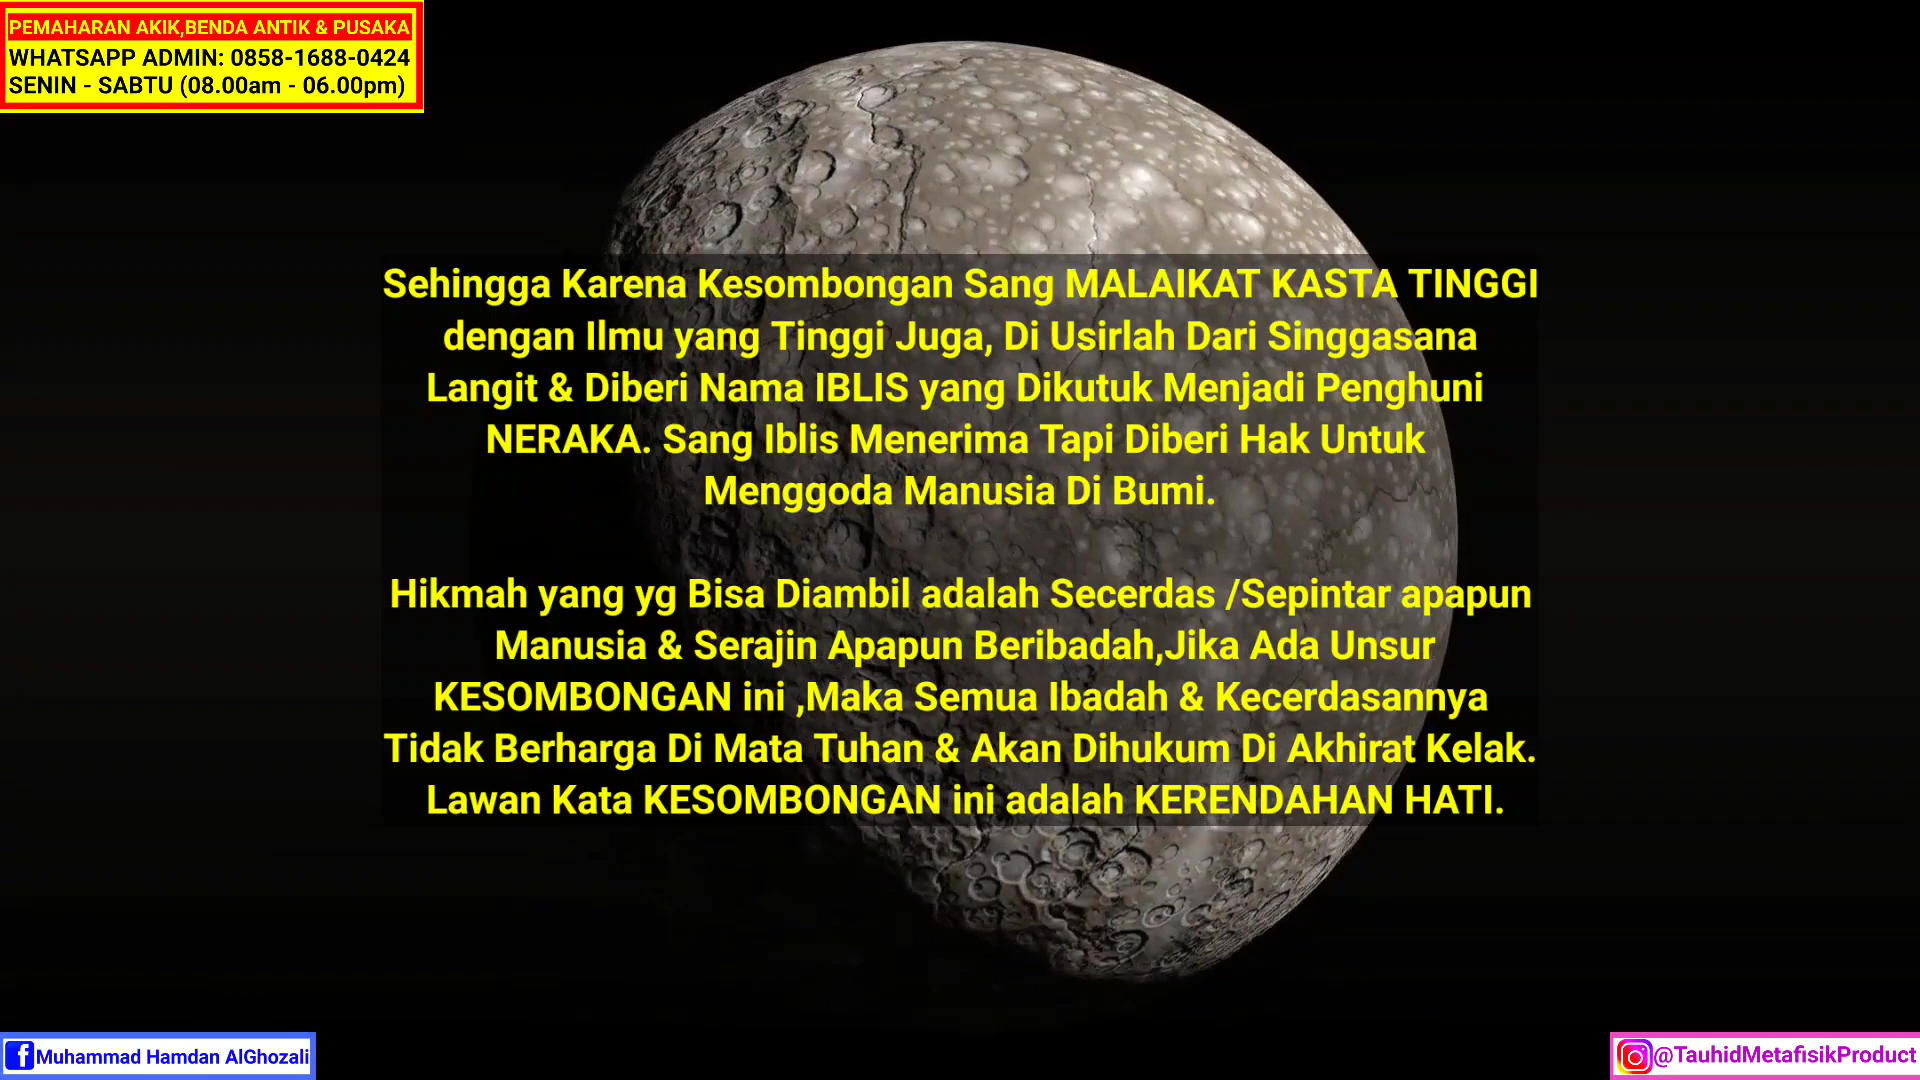 PEMAHARAN AKIK,BENDA ANTIK & PUSAKA
WHATSAPP ADMIN: 0858-1688-0424
SENIN - SABTU (08.00am - 06.00pm)
Sehingga Karena Kesombongan Sang MALAIKAT KASTA TINGGI
dengan Ilmu yang Tinggi Juga, Di Usirlah Dari Singgasana
Langit & Diberi Nama IBLIS yang Dikutuk Menjadi Penghuni
NERAKA. Sang Iblis Menerima Tapi Diberi Hak Untuk
Menggoda Manusia Di Bumi.
Hikmah yang yg Bisa Diambil adalah Secerdas /Sepintar apapun
Manusia & Serajin Apapun Beribadah,Jika Ada Unsur
KESOMBONGAN ini ,Maka Semua Ibadah & Kecerdasannya
Tidak Berharga Di Mata Tuhan & Akan Dihukum Di Akhirat Kelak.
Lawan Kata KESOMBONGAN ini adalah KERENDAHAN HATI.
Muhammad Hamdan AlGhozali
@TauhidMetafisikProduct